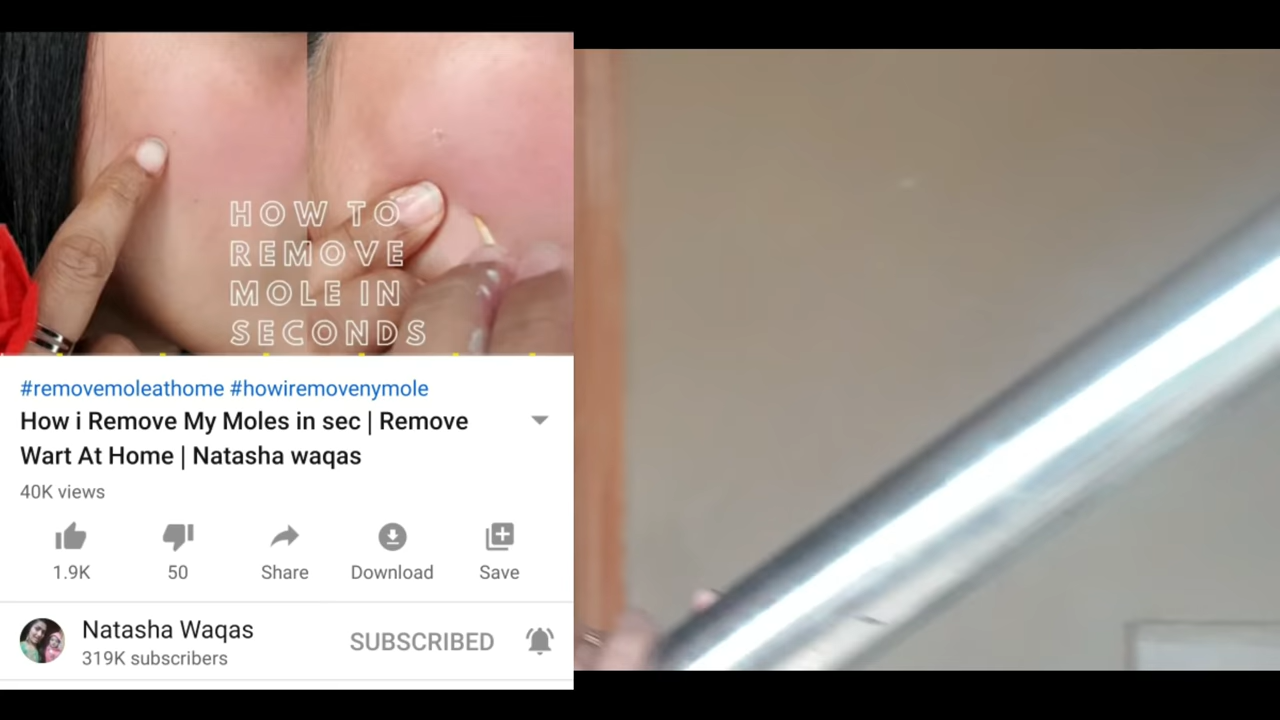 HOW TO
REMOVE
MOLE IN
SECONDS
#removemoleathome #howiremovenymole
How i Remove My Moles in sec | Remove
Wart At Home | Natasha waqas
40K views
1.9K
50
Share
Download
Save
Natasha Waqas
319K subscribers
SUBSCRIBED